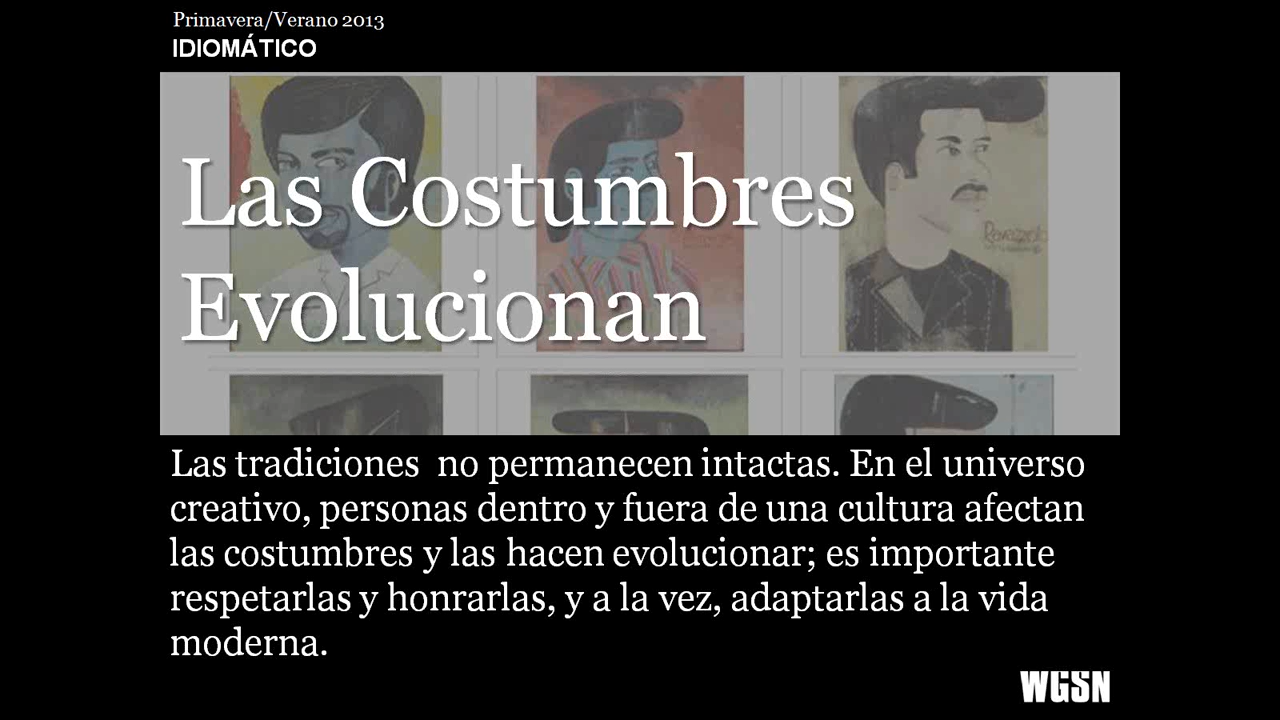 Primavera/Verano 2013
IDIOMÁTICO
Las Costumbres
Evolucionan
Las tradiciones  no permanecen intactas. En el universo
creativo, personas dentro y fuera de una cultura afectan
las costumbres y las hacen evolucionar; es importante
respetarlas y honrarlas, y a la vez, adaptarlas a la vida
moderna.
WGSN